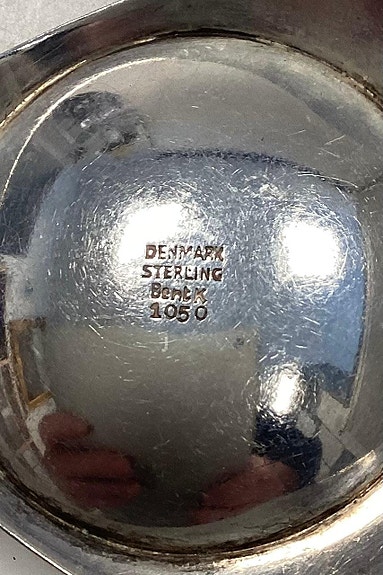 DENMARK
STERLING
Bent K
1050